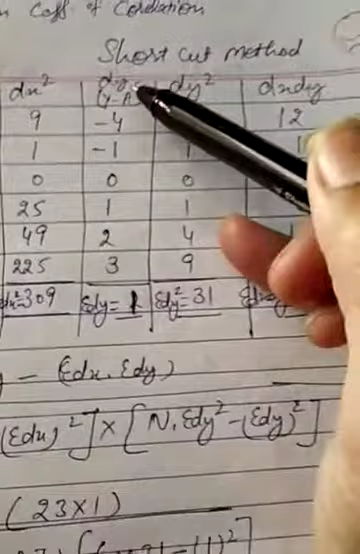 Coff of Corelation
Short cut method
dx² dy dy² dxdy
(y-A)
9 -4 12
1 -1 1
0 0 0
25 1 1
49 2 4
225 3 9
309 Σdy = 1 Σdy² = 31
- (Σdx. Σdy)
(Σdx)²] × [N. Σdy² - (Σdy)²]
(23×1)